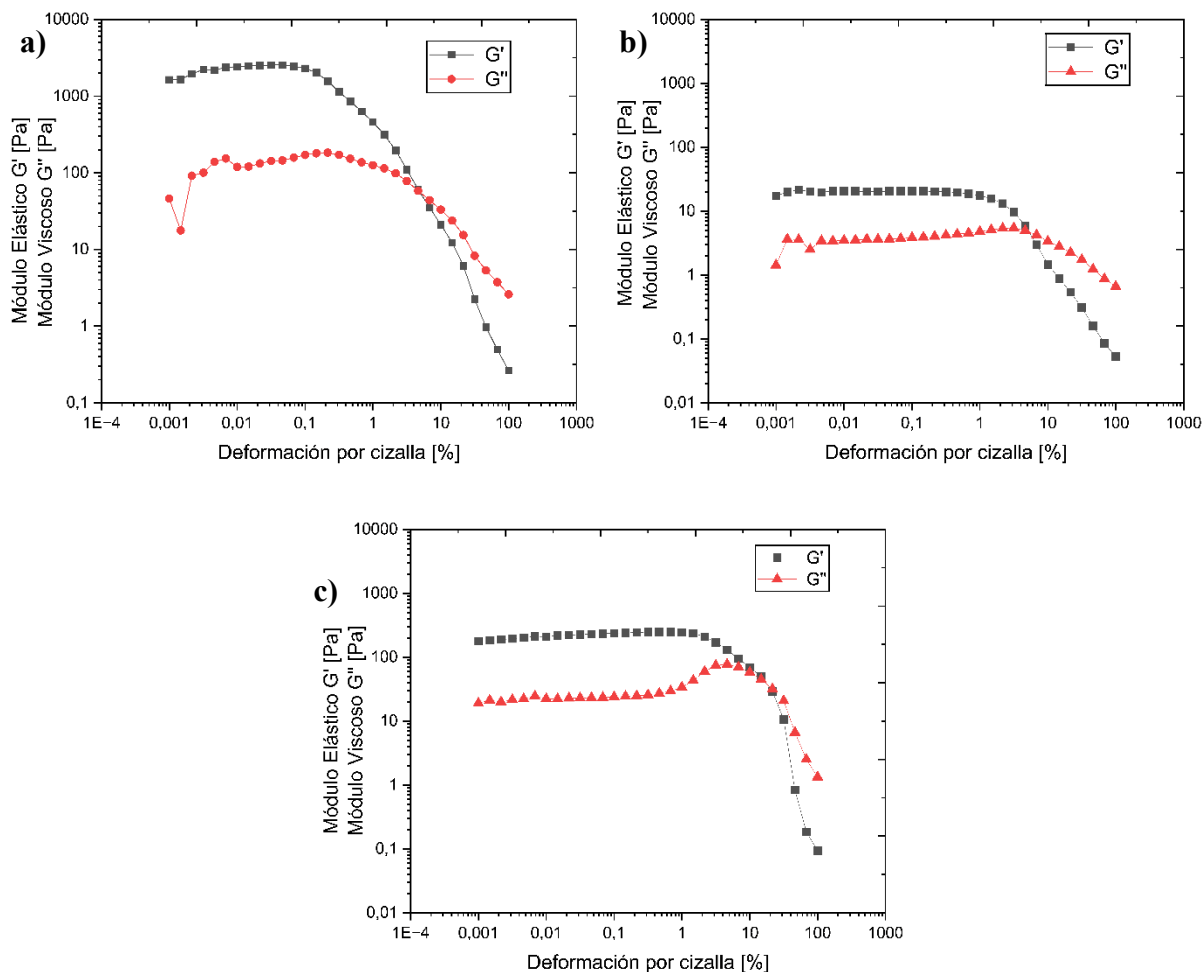 a)
G'
G''
10000
1000
100
10
1
0,1
Módulo Elástico G' [Pa]
Módulo Viscoso G'' [Pa]
1E−4 0,001 0,01 0,1 1 10 100 1000
Deformación por cizalla [%]
b)
G'
G''
10000
1000
100
10
1
0,1
0,01
Módulo Elástico G' [Pa]
Módulo Viscoso G'' [Pa]
1E−4 0,001 0,01 0,1 1 10 100 1000
Deformación por cizalla [%]
c)
G'
G''
10000
1000
100
10
1
0,1
0,01
Módulo Elástico G' [Pa]
Módulo Viscoso G'' [Pa]
1E−4 0,001 0,01 0,1 1 10 100 1000
Deformación por cizalla [%]